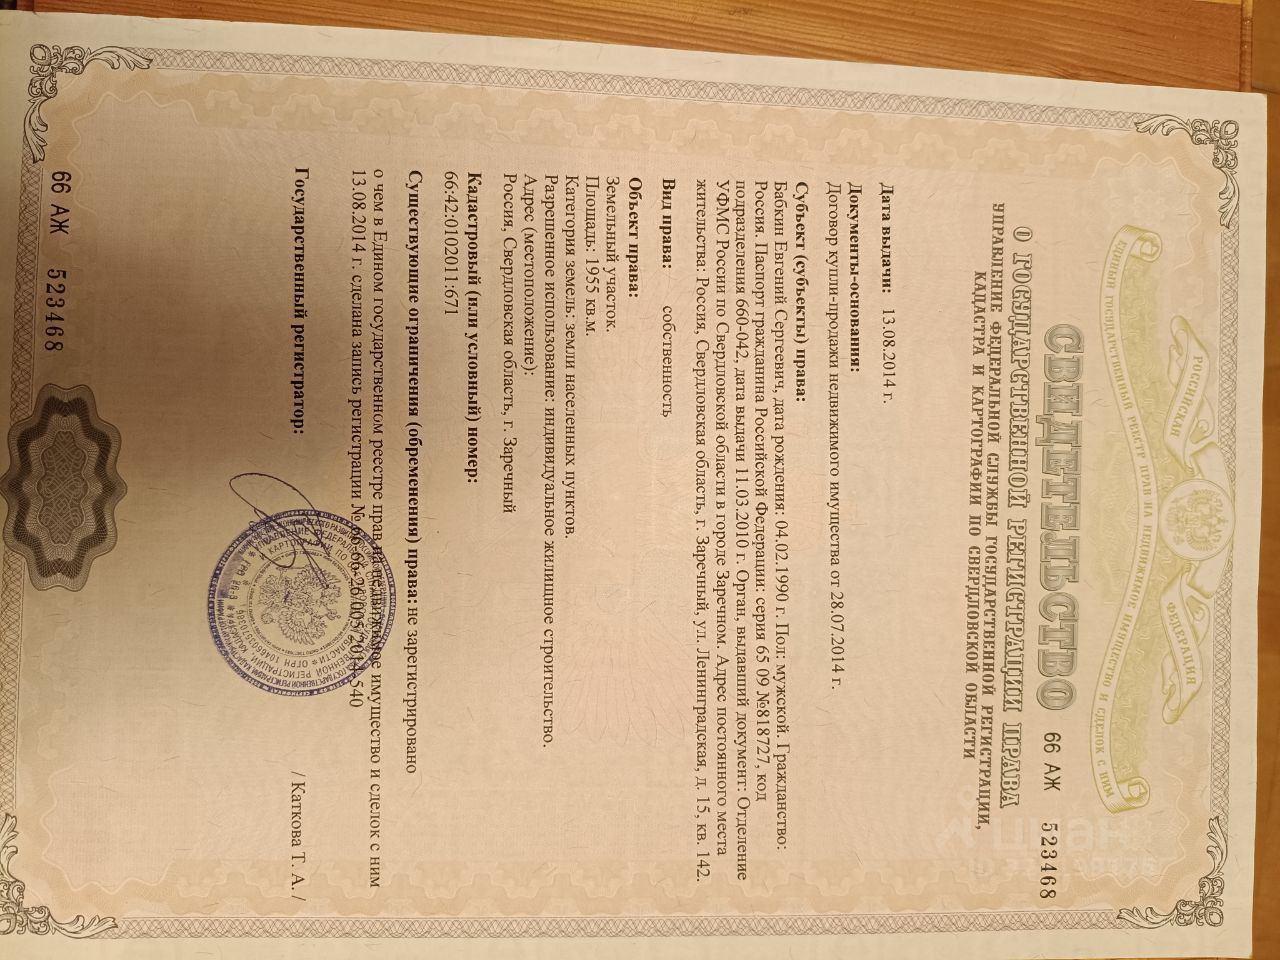 РОССИЙСКАЯ ФЕДЕРАЦИЯ
ЕДИНЫЙ ГОСУДАРСТВЕННЫЙ РЕЕСТР ПРАВ НА НЕДВИЖИМОЕ ИМУЩЕСТВО И СДЕЛОК С НИМ
СВИДЕТЕЛЬСТВО 66 АЖ 523468
О ГОСУДАРСТВЕННОЙ РЕГИСТРАЦИИ ПРАВА
УПРАВЛЕНИЕ ФЕДЕРАЛЬНОЙ СЛУЖБЫ ГОСУДАРСТВЕННОЙ РЕГИСТРАЦИИ,
КАДАСТРА И КАРТОГРАФИИ ПО СВЕРДЛОВСКОЙ ОБЛАСТИ
Дата выдачи: 13.08.2014 г.
Документы-основания:
Договор купли-продажи недвижимого имущества от 28.07.2014 г.
Субъект (субъекты) права:
Бабкин Евгений Сергеевич, дата рождения: 04.02.1990 г. Пол: мужской. Гражданство:
Россия. Паспорт гражданина Российской Федерации: серия 65 09 №818727, код
подразделения 660-042, дата выдачи 11.03.2010 г. Орган, выдавший документ: Отделение
УФМС России по Свердловской области в городе Заречном. Адрес постоянного места
жительства: Россия, Свердловская область, г. Заречный, ул. Ленинградская, д. 15, кв. 142.
Вид права: собственность
Объект права:
Земельный участок.
Площадь: 1955 кв.м.
Категория земель: земли населенных пунктов.
Разрешенное использование: индивидуальное жилищное строительство.
Адрес (местоположение):
Россия, Свердловская область, г. Заречный
Кадастровый (или условный) номер:
66:42:0102011:671
Существующие ограничения (обременения) права: не зарегистрировано
о чем в Едином государственном реестре прав на недвижимое имущество и сделок с ним
13.08.2014 г. сделана запись регистрации № 66-66-26/005/2014-540
Государственный регистратор: / Каткова Т. А. /
66 АЖ 523468